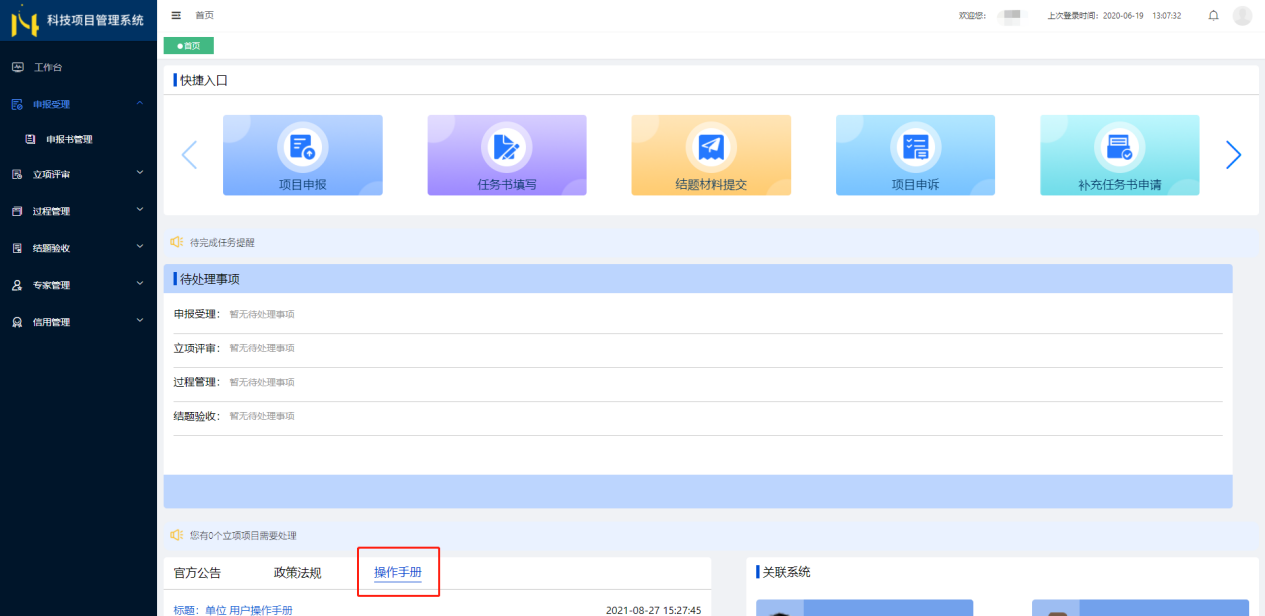 科技项目管理系统
首页
欢迎您:
上次登录时间: 2020-06-19 13:07:32
首页
工作台
申报受理
申报书管理
立项评审
过程管理
结题验收
专家管理
信用管理
快捷入口
项目申报
任务书填写
结题材料提交
项目申诉
补充任务书申请
待完成任务提醒
待处理事项
申报受理: 暂无待处理事项
立项评审: 暂无待处理事项
过程管理: 暂无待处理事项
结题验收: 暂无待处理事项
您有0个立项项目需要处理
官方公告 政策法规 操作手册
标题: 单位 用户操作手册 2021-08-27 15:27:45
关联系统